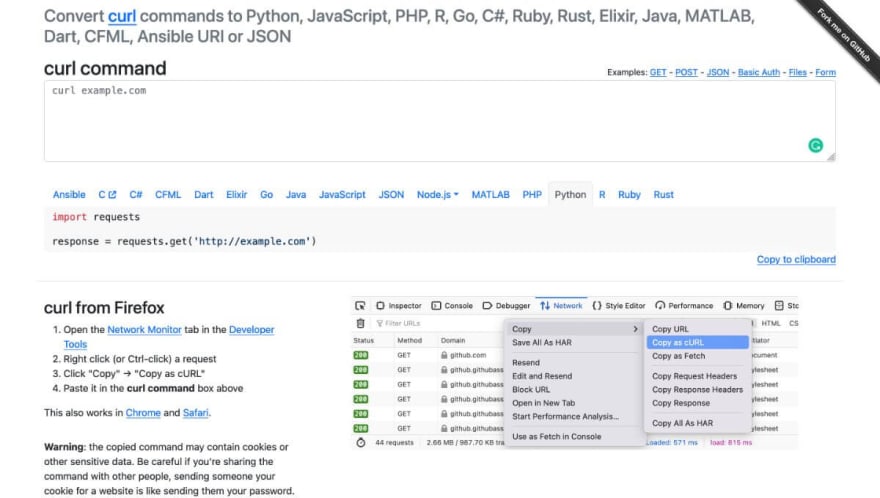 Convert curl commands to Python, JavaScript, PHP, R, Go, C#, Ruby, Rust, Elixir, Java, MATLAB,
Dart, CFML, Ansible URI or JSON
Fork me on GitHub
curl command
Examples: GET - POST - JSON - Basic Auth - Files - Form
curl example.com
Ansible C C# CFML Dart Elixir Go Java JavaScript JSON Node.js MATLAB PHP Python R Ruby Rust
import requests
response = requests.get('http://example.com')
Copy to clipboard
curl from Firefox
1. Open the Network Monitor tab in the Developer
Tools
2. Right click (or Ctrl-click) a request
3. Click "Copy" → "Copy as cURL"
4. Paste it in the curl command box above
This also works in Chrome and Safari.
Warning: the copied command may contain cookies or
other sensitive data. Be careful if you're sharing the
command with other people, sending someone your
cookie for a website is like sending them your password.
Inspector Console Debugger Network Style Editor Performance Memory Sto
Filter URLs
HTML CS
Status Method Domain itiator
200 GET github.com ocument
200 GET github.githubass ylesheet
200 GET github.githubass ylesheet
200 GET github.githubass ylesheet
200 GET github.githubass ylesheet
200 GET github.githubass ylesheet
44 requests 2.66 MB / 987.70 KB tra loaded: 571 ms load: 815 ms
Copy
Save All As HAR
Resend
Edit and Resend
Block URL
Open in New Tab
Start Performance Analysis...
Use as Fetch in Console
Copy URL
Copy as cURL
Copy as Fetch
Copy Request Headers
Copy Response Headers
Copy Response
Copy All As HAR